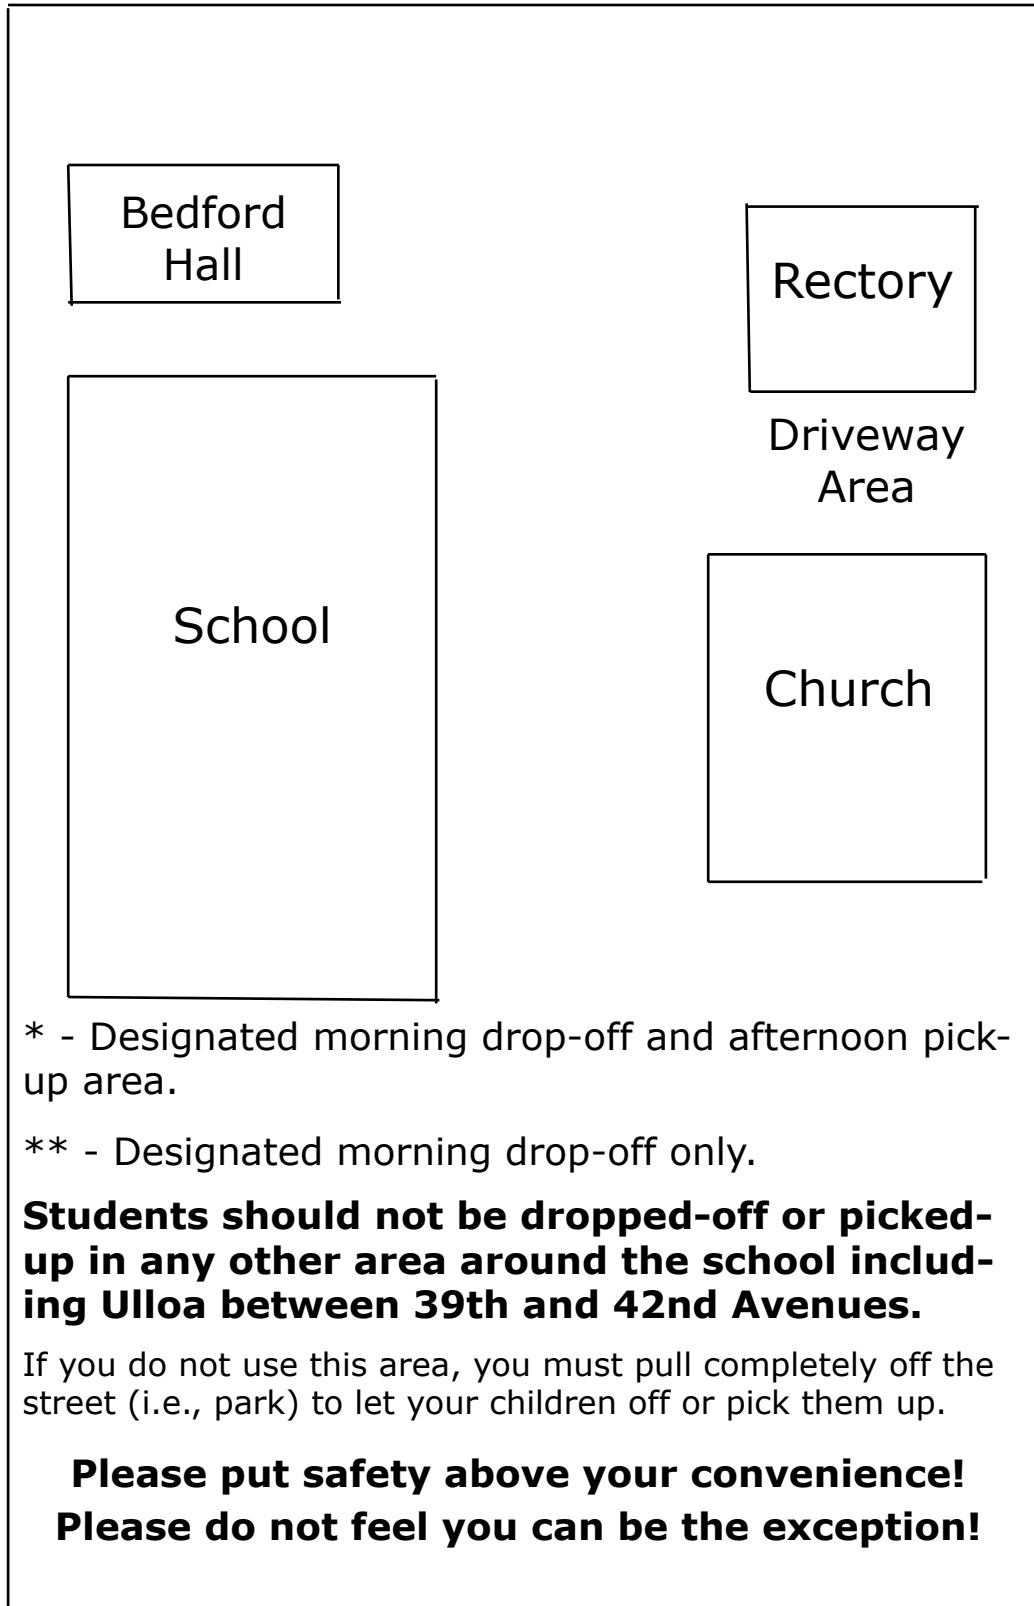 Bedford
Hall
Rectory
Driveway
Area
School
Church
* - Designated morning drop-off and afternoon pick-
up area.
** - Designated morning drop-off only.
Students should not be dropped-off or picked-
up in any other area around the school includ-
ing Ulloa between 39th and 42nd Avenues.
If you do not use this area, you must pull completely off the
street (i.e., park) to let your children off or pick them up.
Please put safety above your convenience!
Please do not feel you can be the exception!